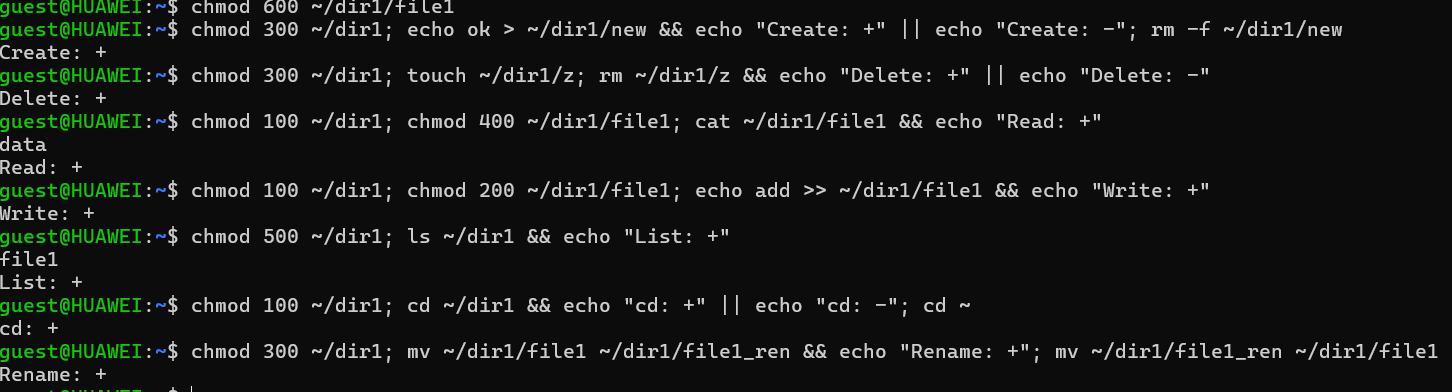 guest@HUAWEI:~$ chmod 600 ~/dir1/file1
guest@HUAWEI:~$ chmod 300 ~/dir1; echo ok > ~/dir1/new && echo "Create: +" || echo "Create: -"; rm -f ~/dir1/new
Create: +
guest@HUAWEI:~$ chmod 300 ~/dir1; touch ~/dir1/z; rm ~/dir1/z && echo "Delete: +" || echo "Delete: -"
Delete: +
guest@HUAWEI:~$ chmod 100 ~/dir1; chmod 400 ~/dir1/file1; cat ~/dir1/file1 && echo "Read: +"
data
Read: +
guest@HUAWEI:~$ chmod 100 ~/dir1; chmod 200 ~/dir1/file1; echo add >> ~/dir1/file1 && echo "Write: +"
Write: +
guest@HUAWEI:~$ chmod 500 ~/dir1; ls ~/dir1 && echo "List: +"
file1
List: +
guest@HUAWEI:~$ chmod 100 ~/dir1; cd ~/dir1 && echo "cd: +" || echo "cd: -"; cd ~
cd: +
guest@HUAWEI:~$ chmod 300 ~/dir1; mv ~/dir1/file1 ~/dir1/file1_ren && echo "Rename: +"; mv ~/dir1/file1_ren ~/dir1/file1
Rename: +
guest@HUAWEI:~$